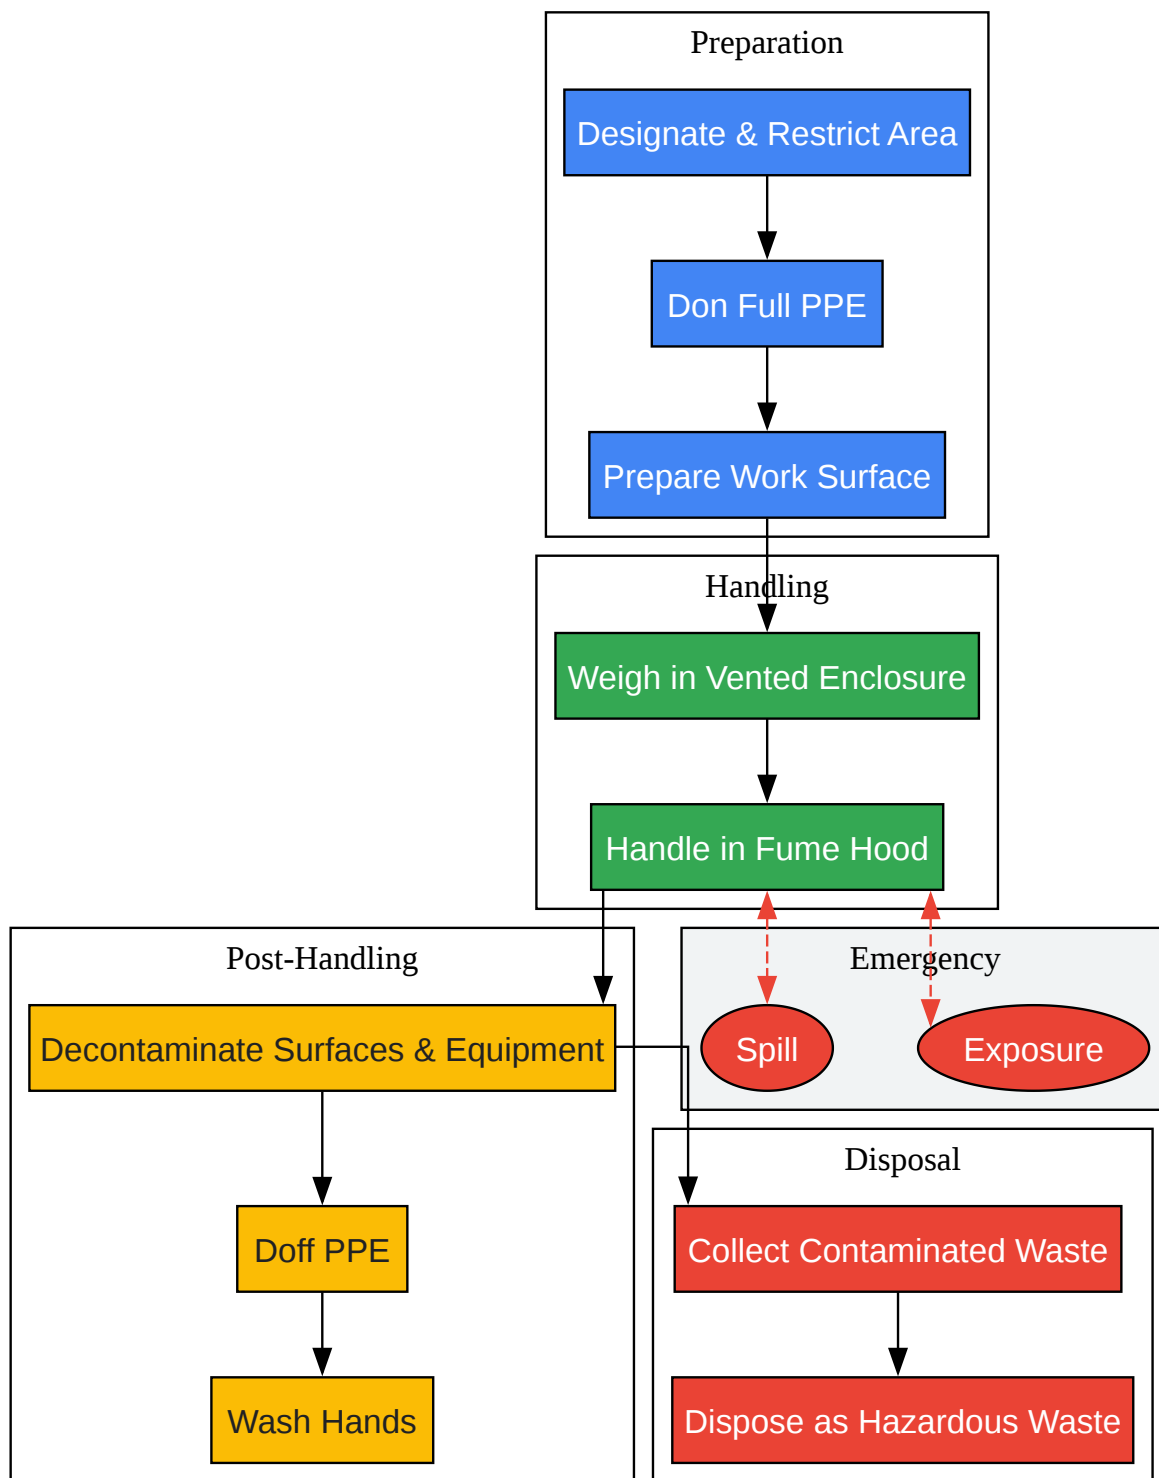 Preparation
Designate & Restrict Area
Don Full PPE
Prepare Work Surface
Handling
Weigh in Vented Enclosure
Handle in Fume Hood
Post-Handling
Decontaminate Surfaces & Equipment
Doff PPE
Wash Hands
Emergency
Spill
Exposure
Disposal
Collect Contaminated Waste
Dispose as Hazardous Waste